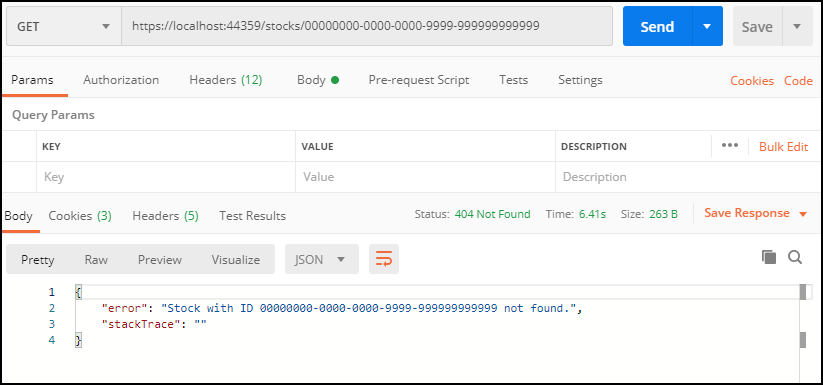 GET https://localhost:44359/stocks/00000000-0000-0000-9999-999999999999 Send Save
Params Authorization Headers (12) Body Pre-request Script Tests Settings Cookies Code
Query Params
KEY VALUE DESCRIPTION ••• Bulk Edit
Key Value Description
Body Cookies (3) Headers (5) Test Results Status: 404 Not Found Time: 6.41s Size: 263 B Save Response
Pretty Raw Preview Visualize JSON
1 {
2 "error": "Stock with ID 00000000-0000-0000-9999-999999999999 not found.",
3 "stackTrace": ""
4 }